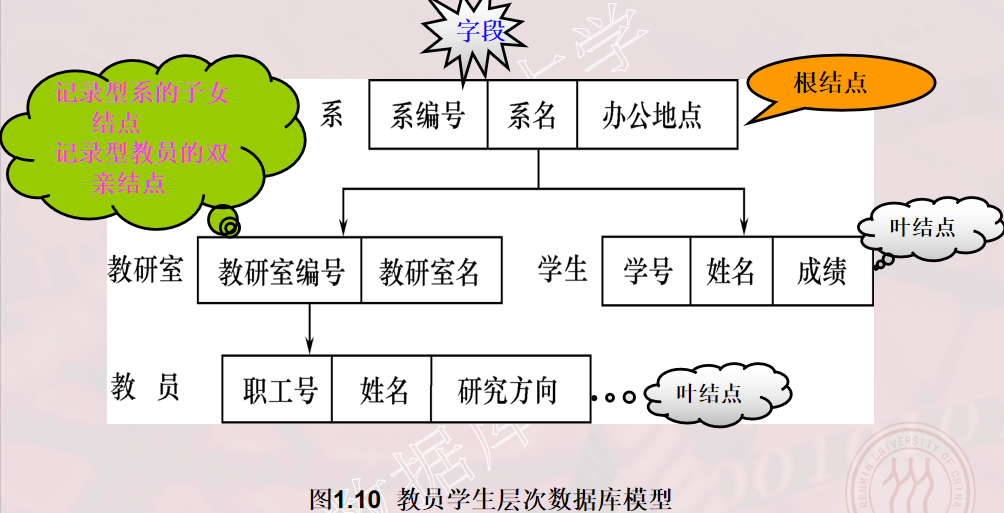 字段
记录型系的子女
结点
记录型教员的双
亲结点
系 系编号 系名 办公地点
根结点
教研室 教研室编号 教研室名
学生 学号 姓名 成绩
叶结点
教 员 职工号 姓名 研究方向
叶结点
图1.10 教员学生层次数据库模型